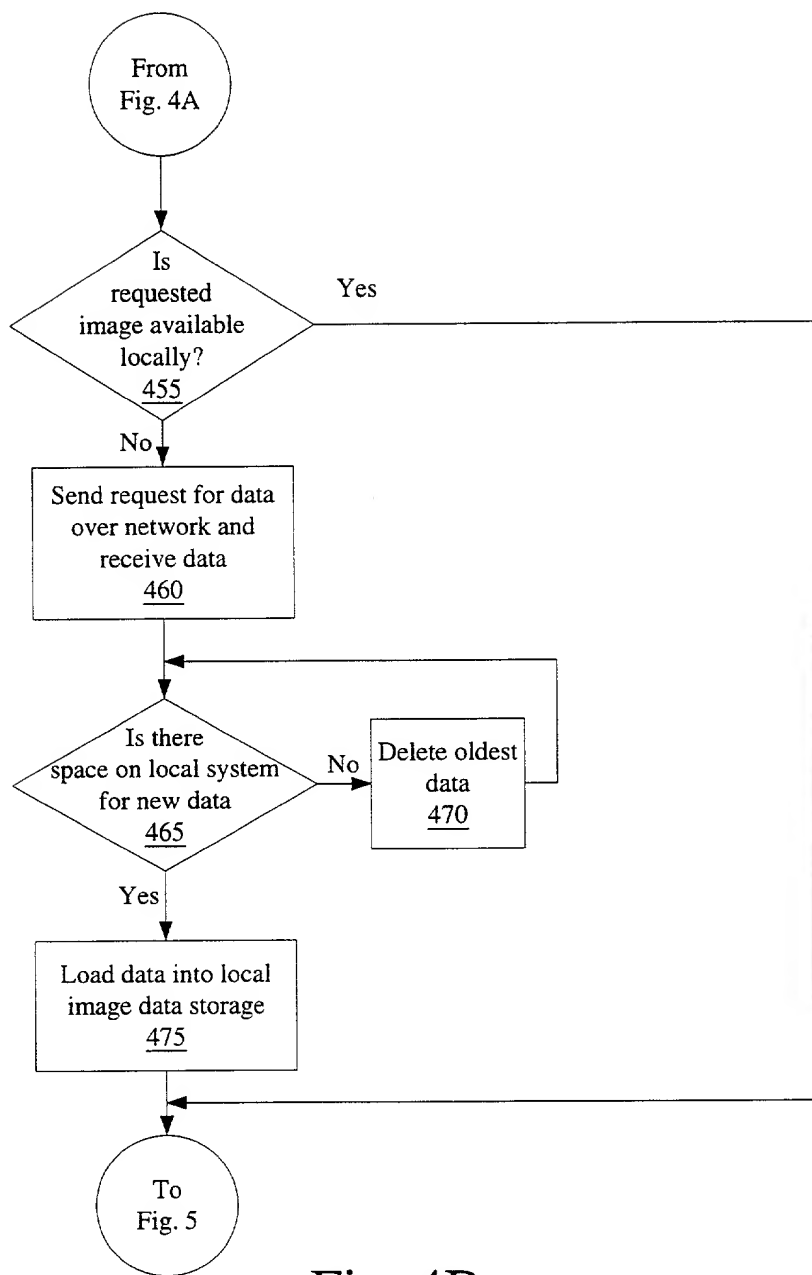 From
Fig. 4A
Is
requested
image available
locally?
455
Yes
No
Send request for data
over network and
receive data
460
Is there
space on local system
for new data
465
No
Delete oldest
data
470
Yes
Load data into local
image data storage
475
To
Fig. 5